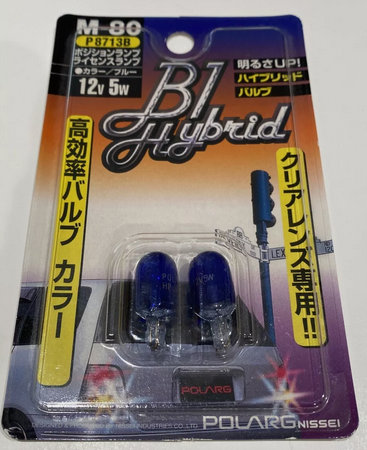 M-80
P8713B
ポジションランプ
ライセンスランプ
●カラー/ブルー
12V 5W
B1
Hybrid
明るさUP!
ハイブリッド
バルブ
高効率バルブ カラー
クリアレンズ専用!!
LEX
POLARG
POLARG NISSEI